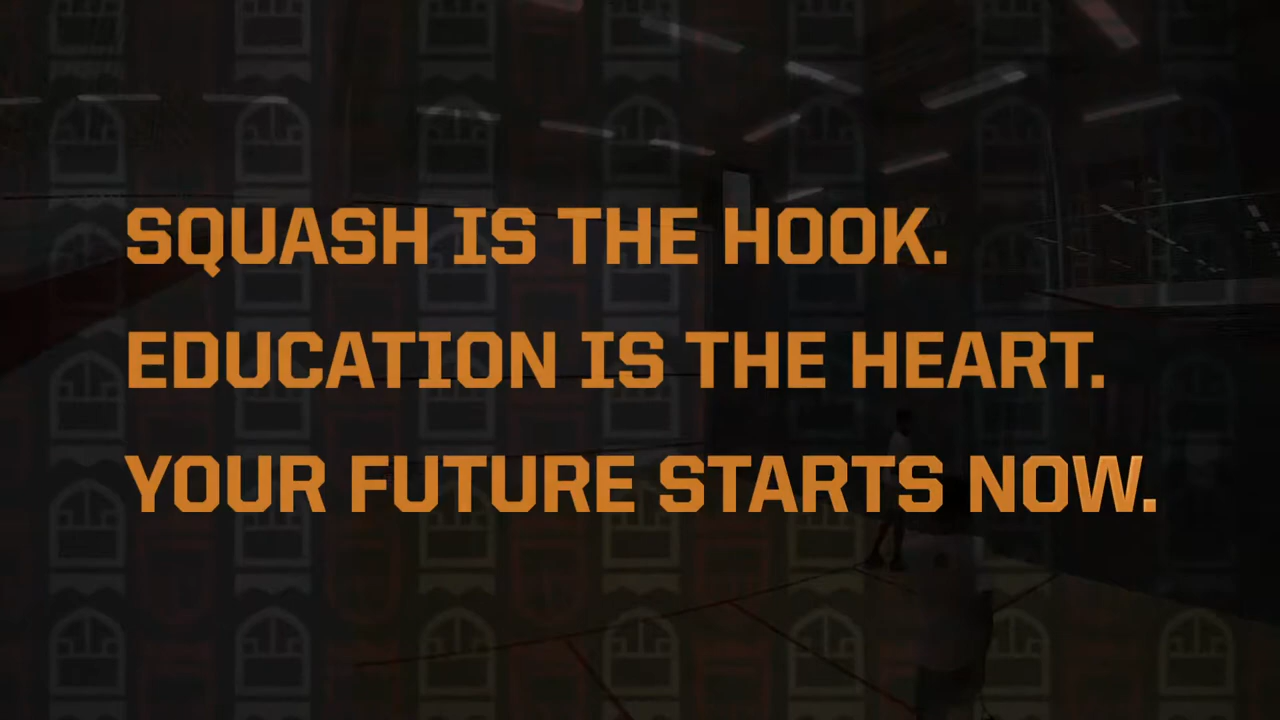 SQUASH IS THE HOOK.
EDUCATION IS THE HEART.
YOUR FUTURE STARTS NOW.